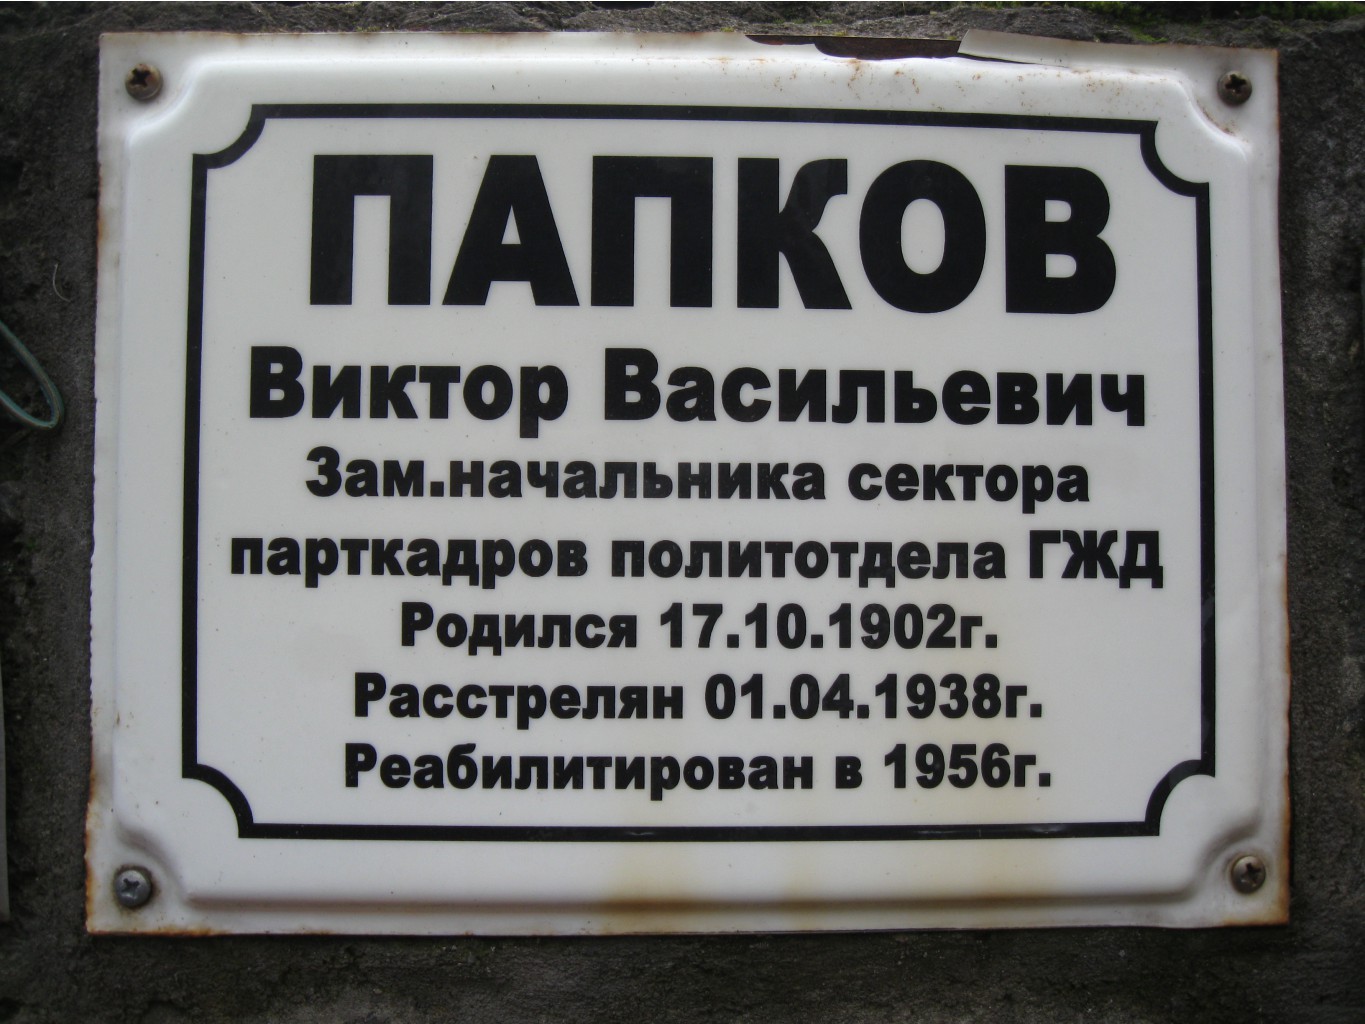 ПАПКОВ
Виктор Васильевич
Зам.начальника сектора
парткадров политотдела ГЖД
Родился 17.10.1902г.
Расстрелян 01.04.1938г.
Реабилитирован в 1956г.